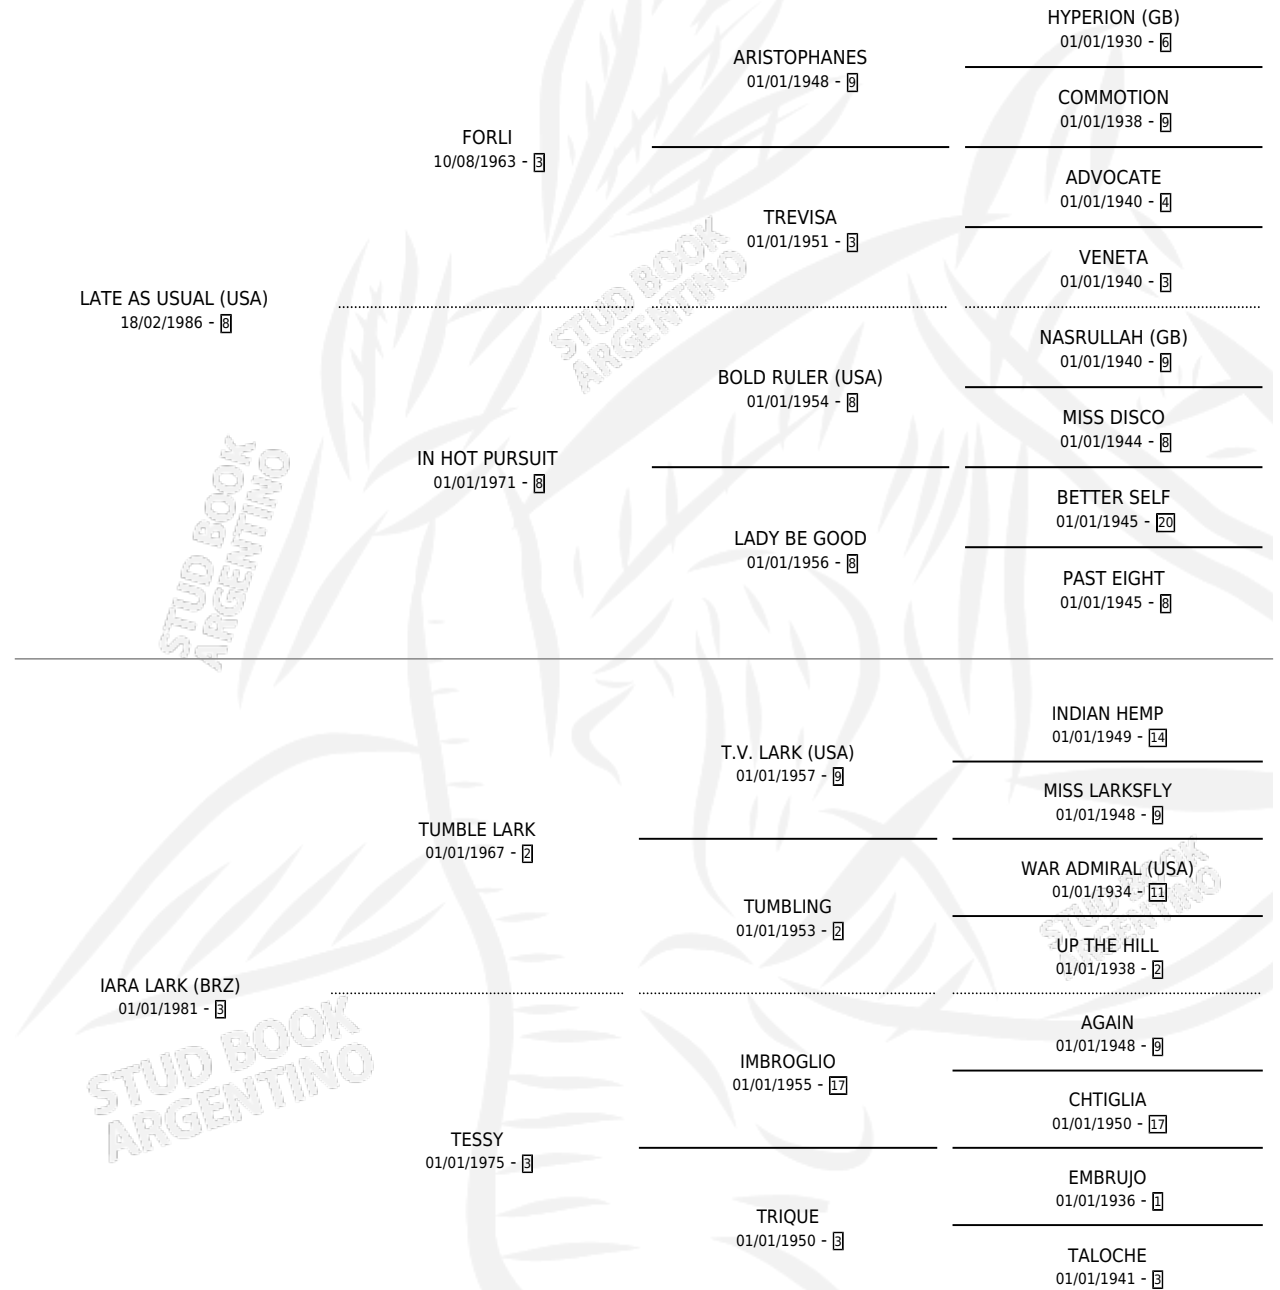 HYPERION (GB)
01/01/1930 - 6
ARISTOPHANES
01/01/1948 - 9
COMMOTION
01/01/1938 - 9
FORLI
10/08/1963 - 3
ADVOCATE
01/01/1940 - 4
TREVISA
01/01/1951 - 3
VENETA
01/01/1940 - 3
LATE AS USUAL (USA)
18/02/1986 - 8
STUD BOOK
ARGENTINO
NASRULLAH (GB)
01/01/1940 - 9
BOLD RULER (USA)
01/01/1954 - 8
MISS DISCO
01/01/1944 - 8
IN HOT PURSUIT
01/01/1971 - 8
BETTER SELF
01/01/1945 - 20
LADY BE GOOD
01/01/1956 - 8
PAST EIGHT
01/01/1945 - 8
STUD BOOK
ARGENTINO
INDIAN HEMP
01/01/1949 - 14
T.V. LARK (USA)
01/01/1957 - 9
MISS LARKSFLY
01/01/1948 - 9
TUMBLE LARK
01/01/1967 - 2
WAR ADMIRAL (USA)
01/01/1934 - 11
TUMBLING
01/01/1953 - 2
STUD BOOK
ARGENTINO
UP THE HILL
01/01/1938 - 2
IARA LARK (BRZ)
01/01/1981 - 3
AGAIN
01/01/1948 - 9
STUD BOOK
ARGENTINO
IMBROGLIO
01/01/1955 - 17
CHTIGLIA
01/01/1950 - 17
TESSY
01/01/1975 - 3
EMBRUJO
01/01/1936 - 1
TRIQUE
01/01/1950 - 3
TALOCHE
01/01/1941 - 3